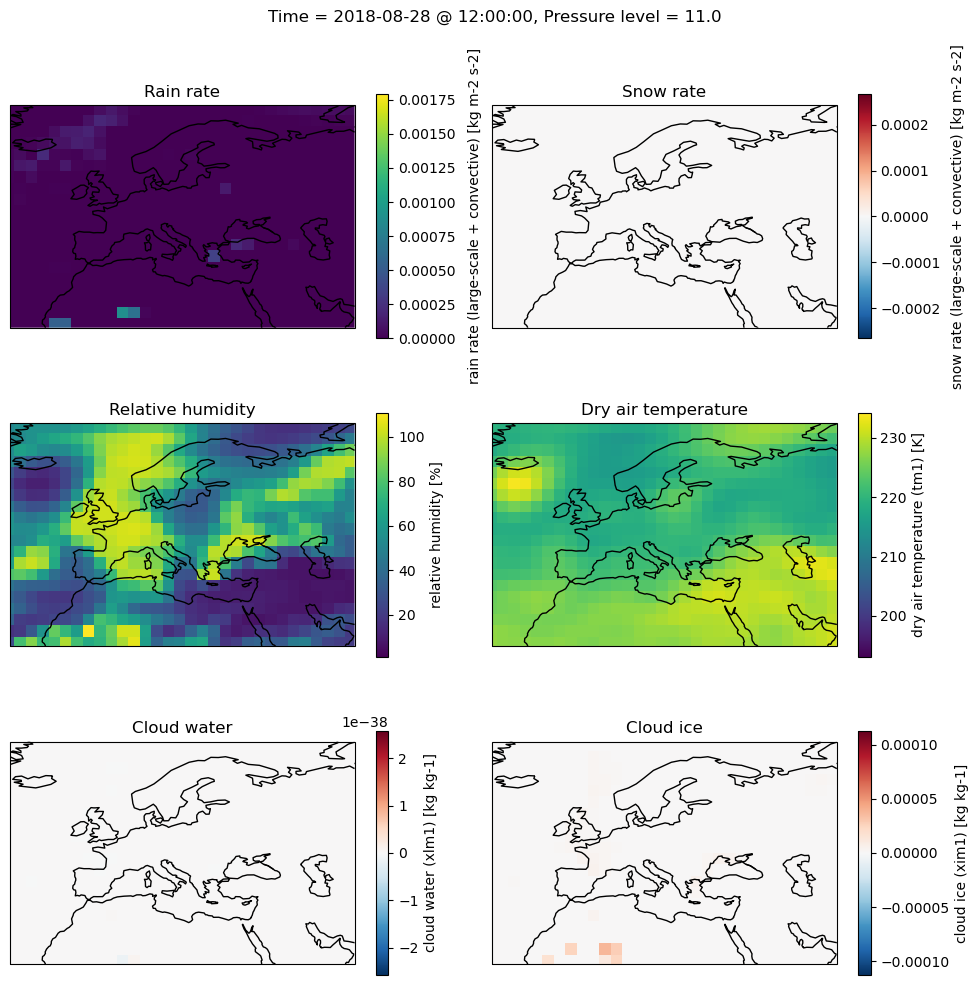 Time = 2018-08-28 @ 12:00:00, Pressure level = 11.0
Rain rate
0.00175
0.00150
0.00125
0.00100
0.00075
0.00050
0.00025
0.00000
rain rate (large-scale + convective) [kg m-2 s-2]
Snow rate
0.0002
0.0001
0.0000
−0.0001
−0.0002
snow rate (large-scale + convective) [kg m-2 s-2]
Relative humidity
100
80
60
40
20
relative humidity [%]
Dry air temperature
230
220
210
200
dry air temperature (tm1) [K]
Cloud water
1e−38
2
1
0
−1
−2
cloud water (xlm1) [kg kg-1]
Cloud ice
0.00010
0.00005
0.00000
−0.00005
−0.00010
cloud ice (xim1) [kg kg-1]